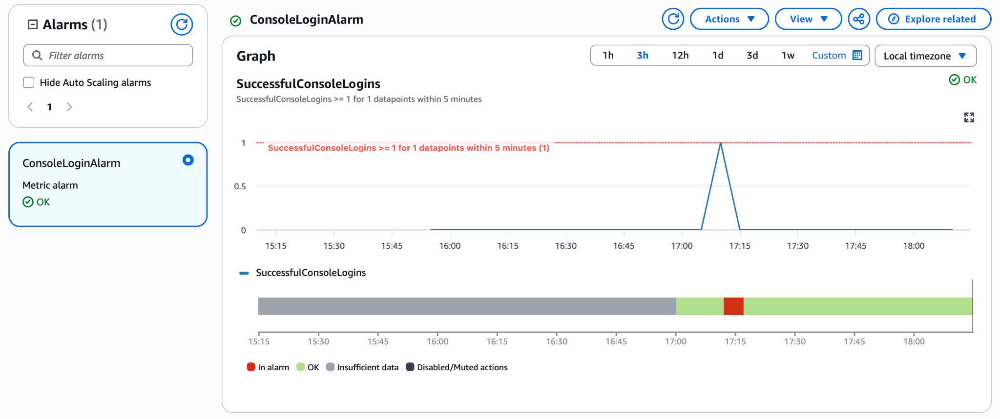 Alarms (1)
Filter alarms
Hide Auto Scaling alarms
1
ConsoleLoginAlarm
Metric alarm
OK
ConsoleLoginAlarm
Actions
View
Explore related
Graph
1h 3h 12h 1d 3d 1w Custom
Local timezone
SuccessfulConsoleLogins
OK
SuccessfulConsoleLogins >= 1 for 1 datapoints within 5 minutes
1
SuccessfulConsoleLogins >= 1 for 1 datapoints within 5 minutes (1)
0.5
0
15:15 15:30 15:45 16:00 16:15 16:30 16:45 17:00 17:15 17:30 17:45 18:00
SuccessfulConsoleLogins
15:15 15:30 15:45 16:00 16:15 16:30 16:45 17:00 17:15 17:30 17:45 18:00
In alarm OK Insufficient data Disabled/Muted actions